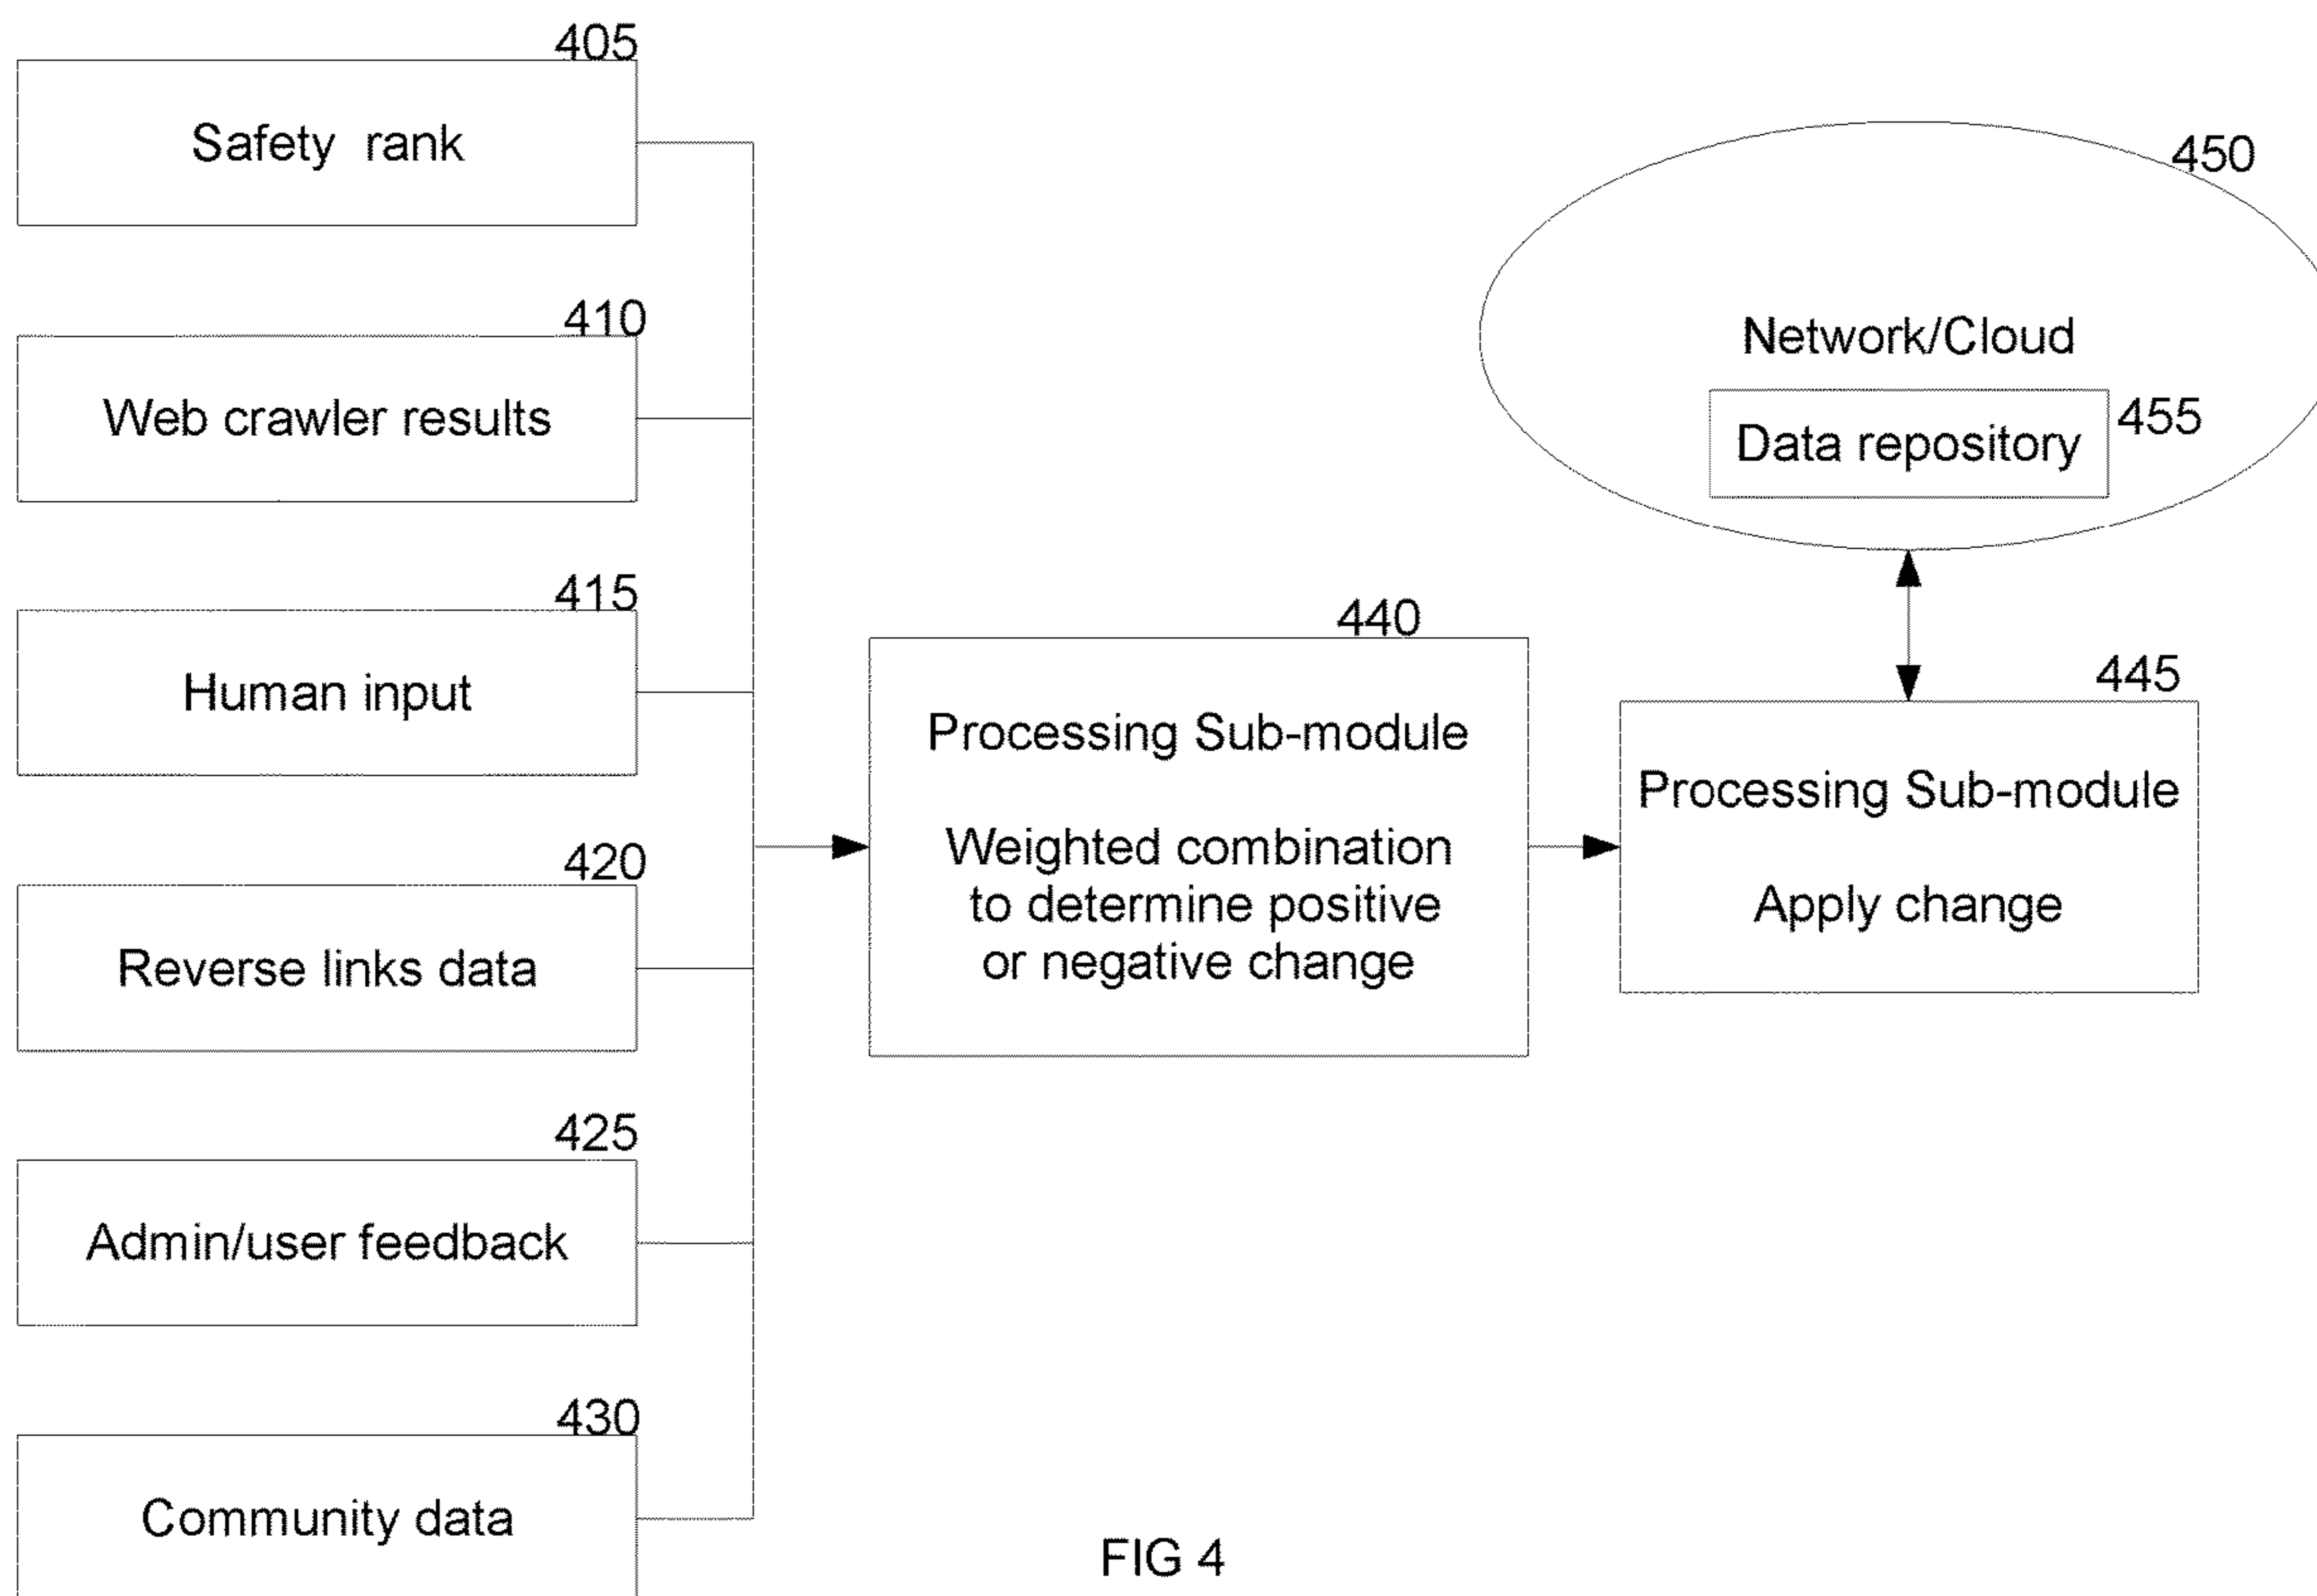 405
Safety rank
410
Web crawler results
415
Human input
420
Reverse links data
425
Admin/user feedback
430
Community data
440
Processing Sub-module
Weighted combination
to determine positive
or negative change
445
Processing Sub-module
Apply change
450
Network/Cloud
Data repository
455
FIG 4